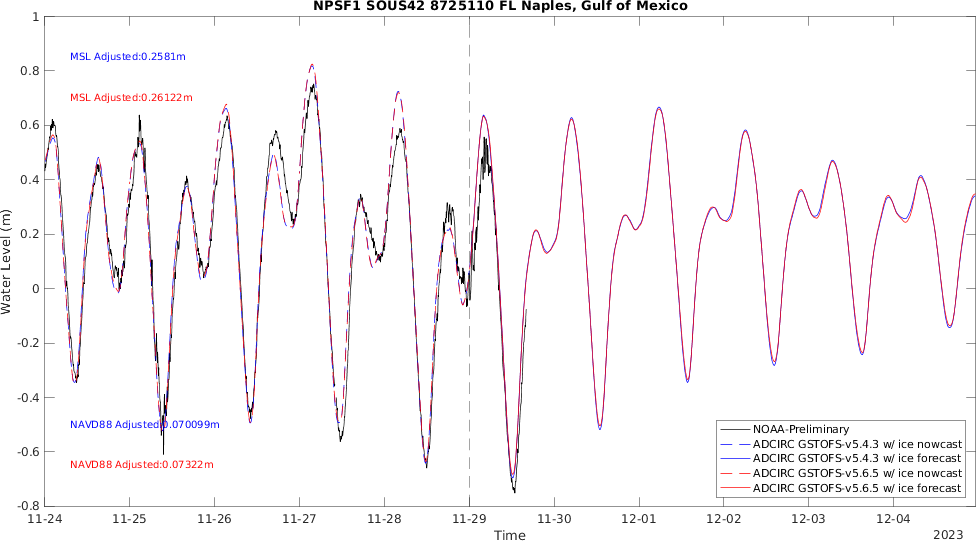 NPSF1 SOUS42 8725110 FL Naples, Gulf of Mexico
1
0.8
0.6
0.4
0.2
0
-0.2
-0.4
-0.6
-0.8
Water Level (m)
MSL Adjusted:0.2581m
MSL Adjusted:0.26122m
NAVD88 Adjusted:0.070099m
NAVD88 Adjusted:0.07322m
NOAA-Preliminary
ADCIRC GSTOFS-v5.4.3 w/ ice nowcast
ADCIRC GSTOFS-v5.4.3 w/ ice forecast
ADCIRC GSTOFS-v5.6.5 w/ ice nowcast
ADCIRC GSTOFS-v5.6.5 w/ ice forecast
11-24 11-25 11-26 11-27 11-28 11-29 11-30 12-01 12-02 12-03 12-04
Time
2023